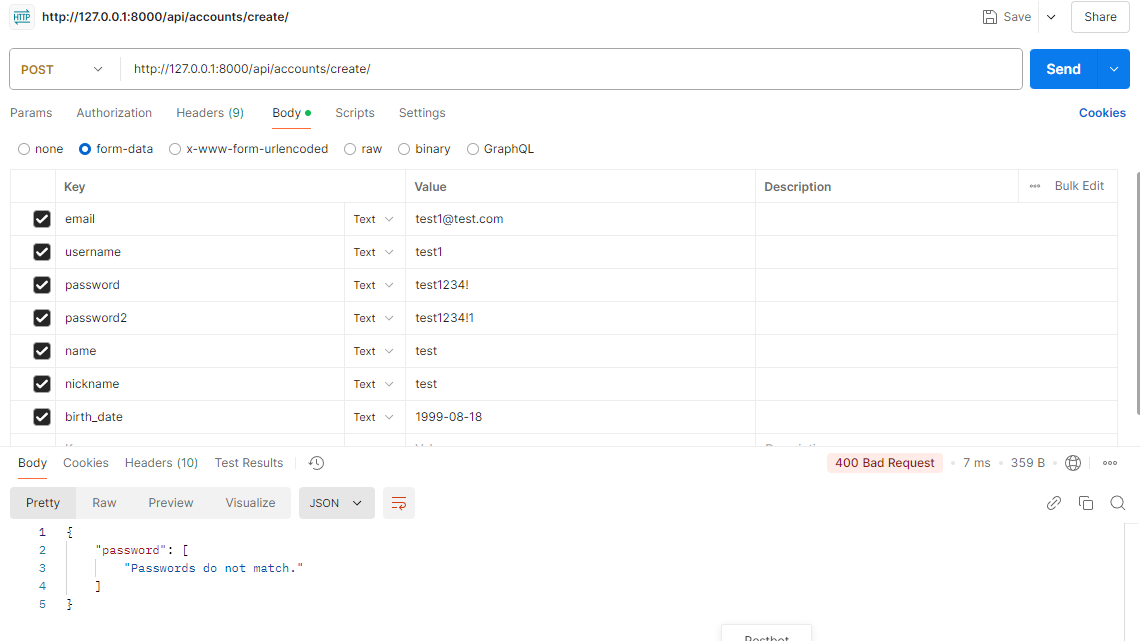 HTTP http://127.0.0.1:8000/api/accounts/create/ Save Share
POST http://127.0.0.1:8000/api/accounts/create/ Send
Params Authorization Headers (9) Body Scripts Settings Cookies
none form-data x-www-form-urlencoded raw binary GraphQL
Key Value Description ••• Bulk Edit
email Text test1@test.com
username Text test1
password Text test1234!
password2 Text test1234!1
name Text test
nickname Text test
birth_date Text 1999-08-18
Body Cookies Headers (10) Test Results 400 Bad Request • 7 ms • 359 B • •••
Pretty Raw Preview Visualize JSON
1 {
2 "password": [
3 "Passwords do not match."
4 ]
5 }